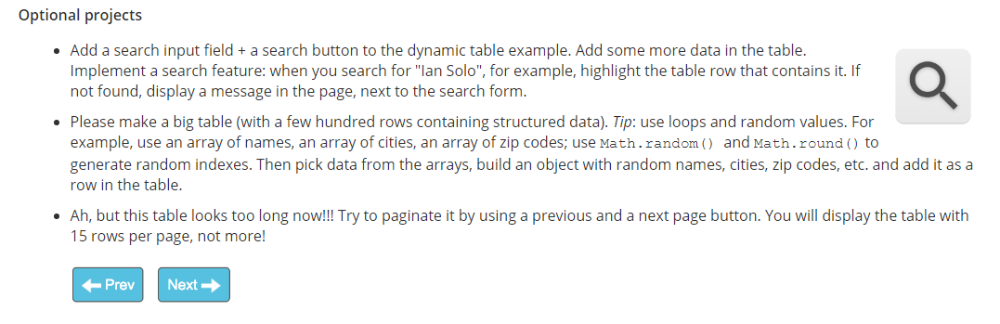 Optional projects
Add a search input field + a search button to the dynamic table example. Add some more data in the table.
Implement a search feature: when you search for "Ian Solo", for example, highlight the table row that contains it. If
not found, display a message in the page, next to the search form.
Please make a big table (with a few hundred rows containing structured data). Tip: use loops and random values. For
example, use an array of names, an array of cities, an array of zip codes; use Math.random() and Math.round() to
generate random indexes. Then pick data from the arrays, build an object with random names, cities, zip codes, etc. and add it as a
row in the table.
Ah, but this table looks too long now!!! Try to paginate it by using a previous and a next page button. You will display the table with
15 rows per page, not more!
Prev Next